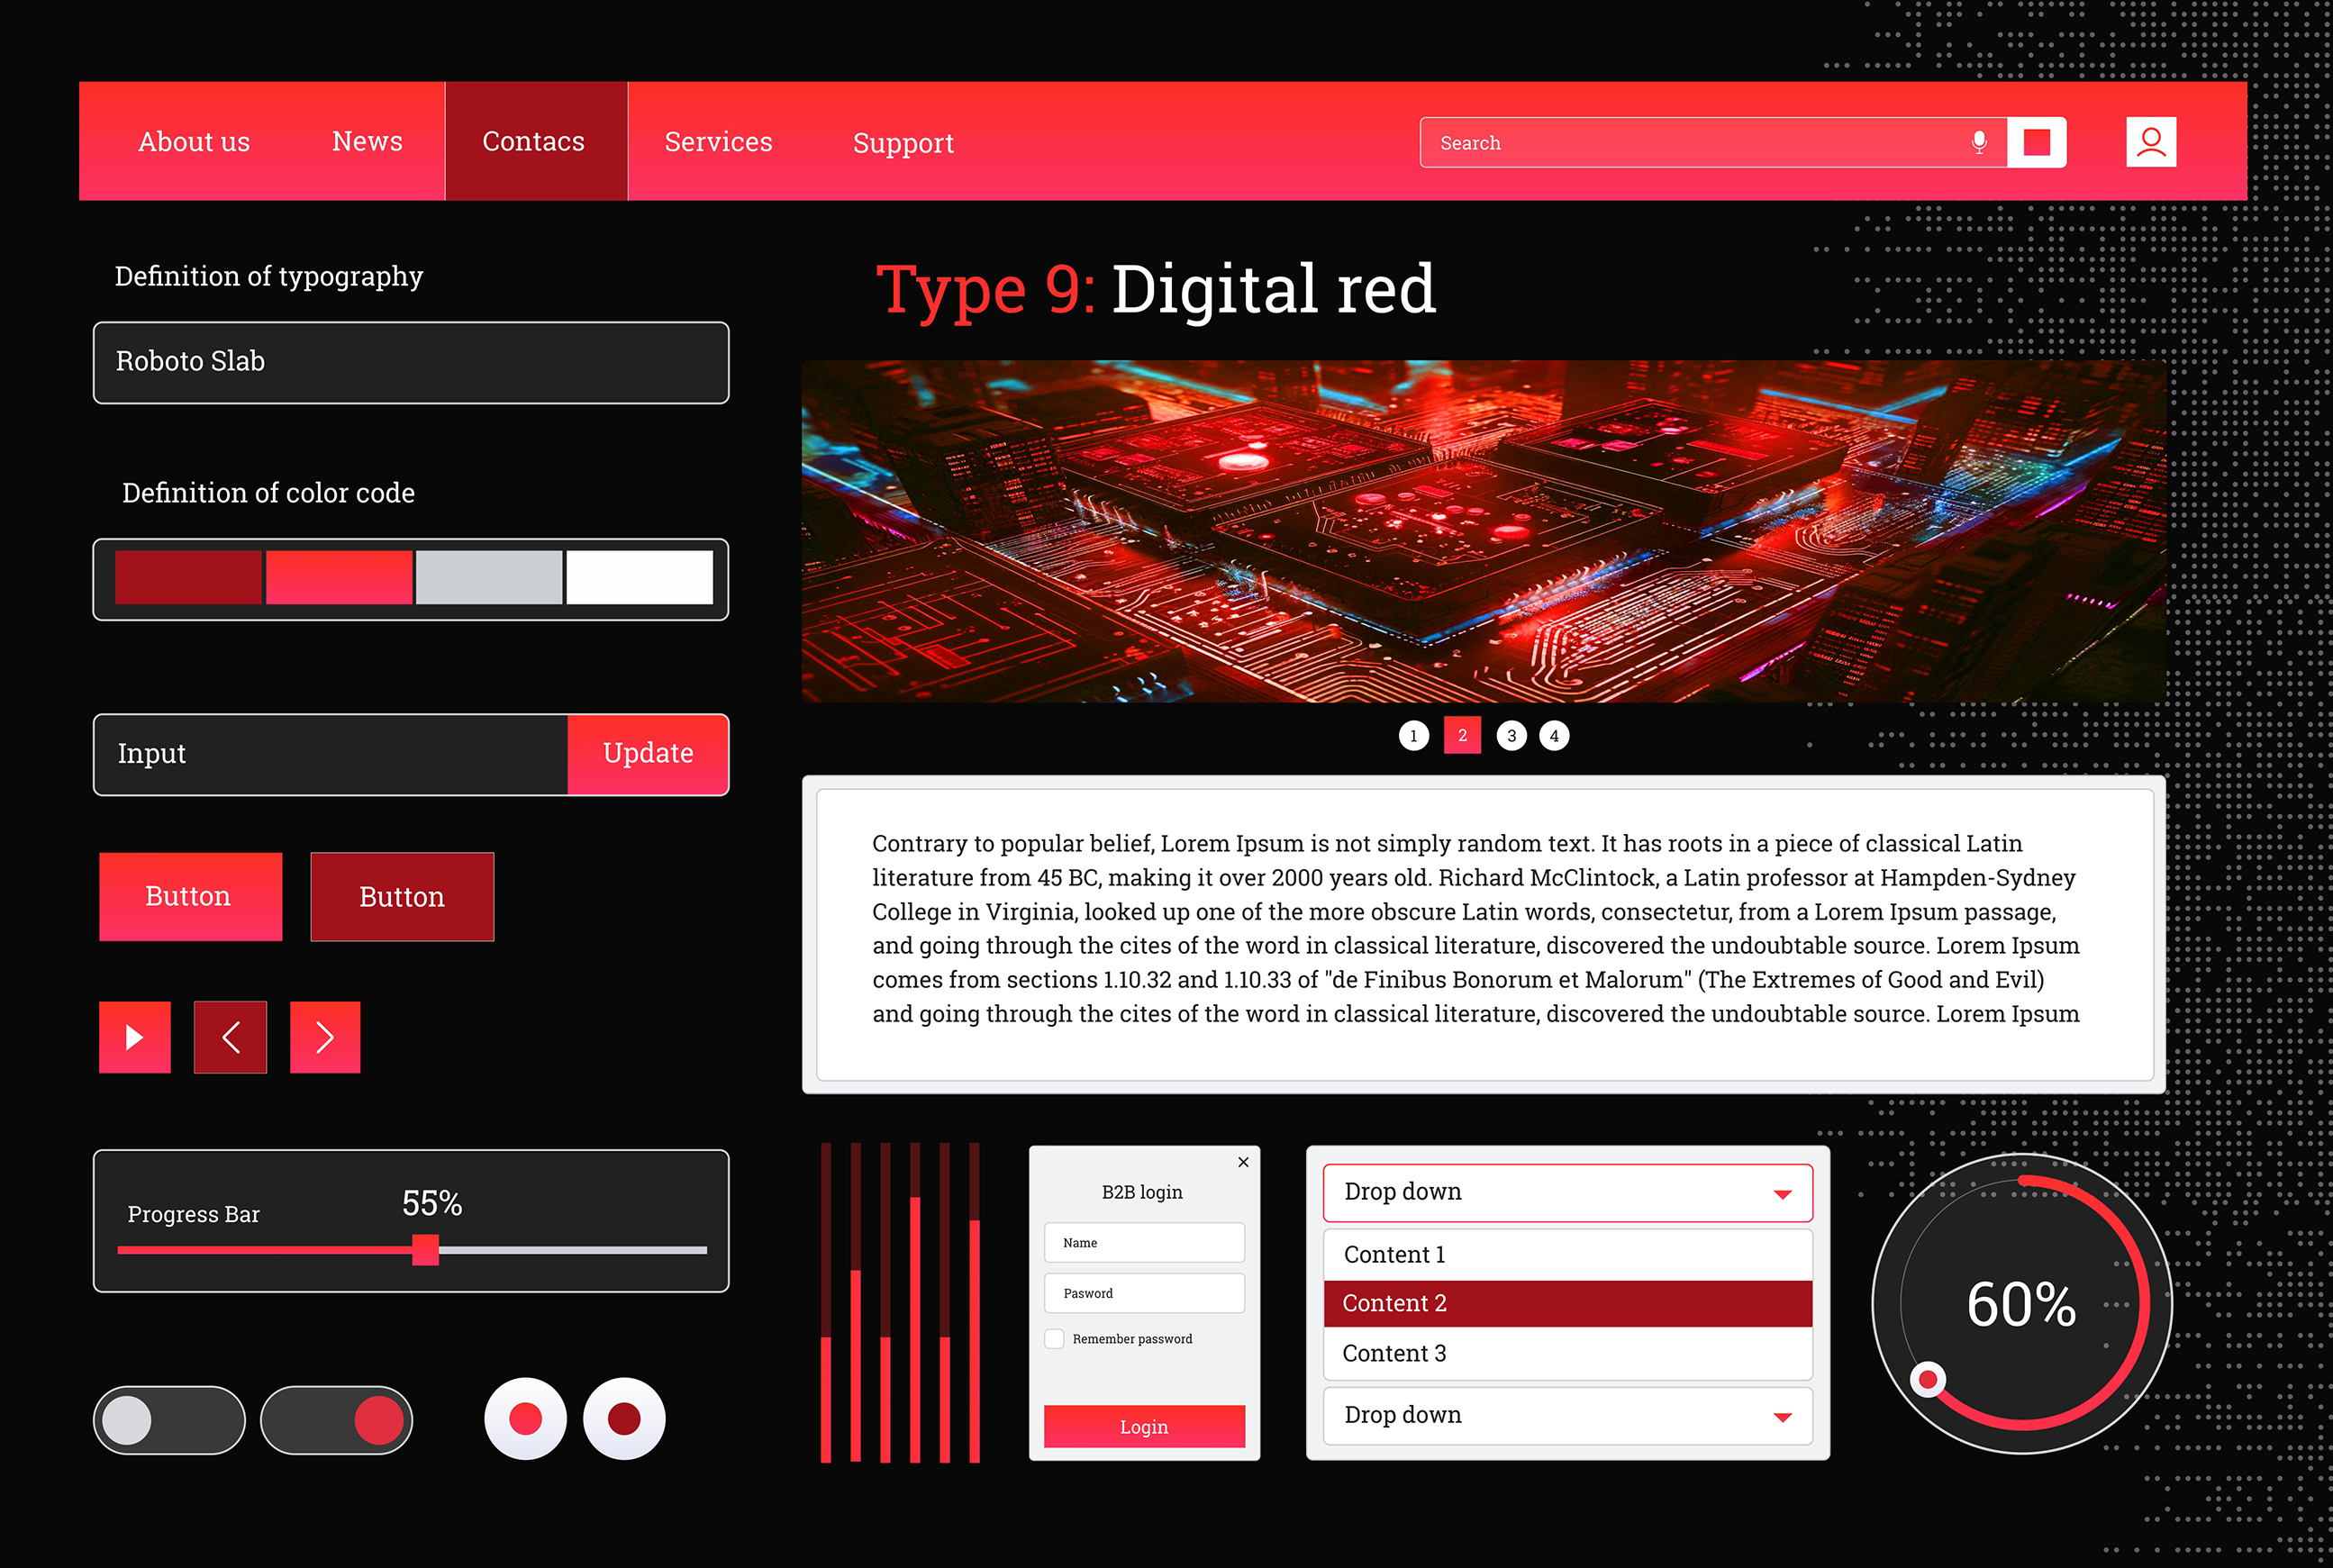 About us
News
Contacs
Services
Support
Search
Definition of typography
Roboto Slab
Definition of color code
Input
Update
Button
Button
Progress Bar
55%
Type 9: Digital red
1
2
3
4
Contrary to popular belief, Lorem Ipsum is not simply random text. It has roots in a piece of classical Latin
literature from 45 BC, making it over 2000 years old. Richard McClintock, a Latin professor at Hampden-Sydney
College in Virginia, looked up one of the more obscure Latin words, consectetur, from a Lorem Ipsum passage,
and going through the cites of the word in classical literature, discovered the undoubtable source. Lorem Ipsum
comes from sections 1.10.32 and 1.10.33 of "de Finibus Bonorum et Malorum" (The Extremes of Good and Evil)
and going through the cites of the word in classical literature, discovered the undoubtable source. Lorem Ipsum
B2B login
Name
Pasword
Remember password
Login
Drop down
Content 1
Content 2
Content 3
Drop down
60%